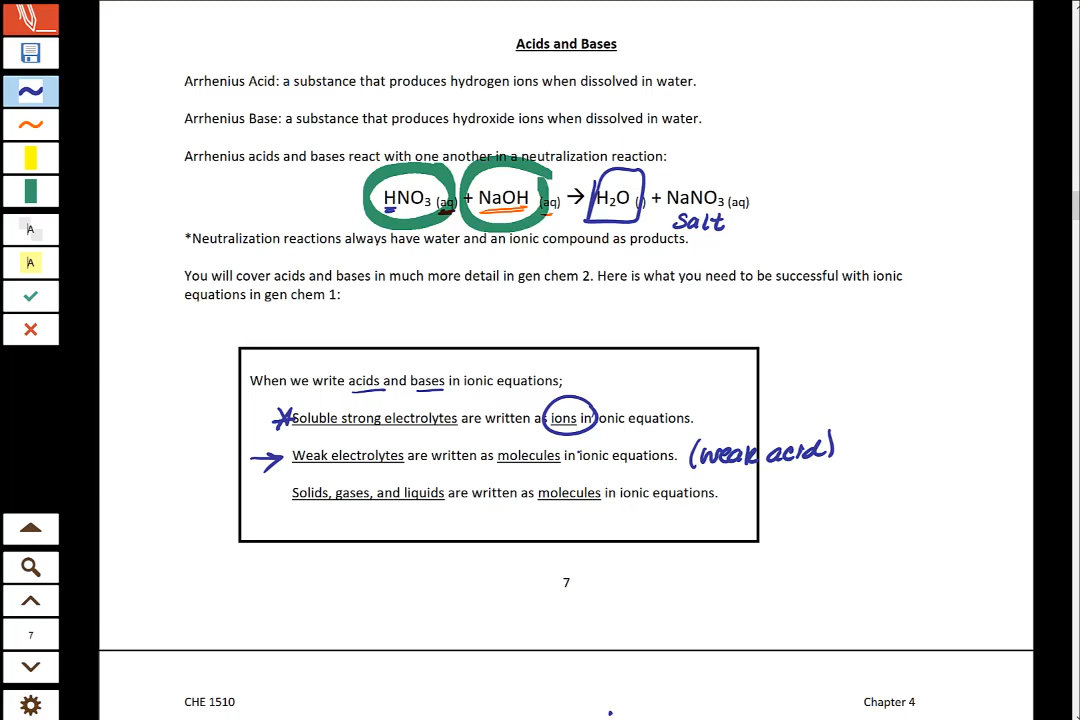 Acids and Bases
Arrhenius Acid: a substance that produces hydrogen ions when dissolved in water.
Arrhenius Base: a substance that produces hydroxide ions when dissolved in water.
Arrhenius acids and bases react with one another in a neutralization reaction:
HNO3 (aq) + NaOH (aq) → H2O ( ) + NaNO3 (aq)
Salt
*Neutralization reactions always have water and an ionic compound as products.
You will cover acids and bases in much more detail in gen chem 2. Here is what you need to be successful with ionic
equations in gen chem 1:
When we write acids and bases in ionic equations;
Soluble strong electrolytes are written as ions in ionic equations.
Weak electrolytes are written as molecules in ionic equations. (weak acid)
Solids, gases, and liquids are written as molecules in ionic equations.
7
A
A
7
CHE 1510 Chapter 4